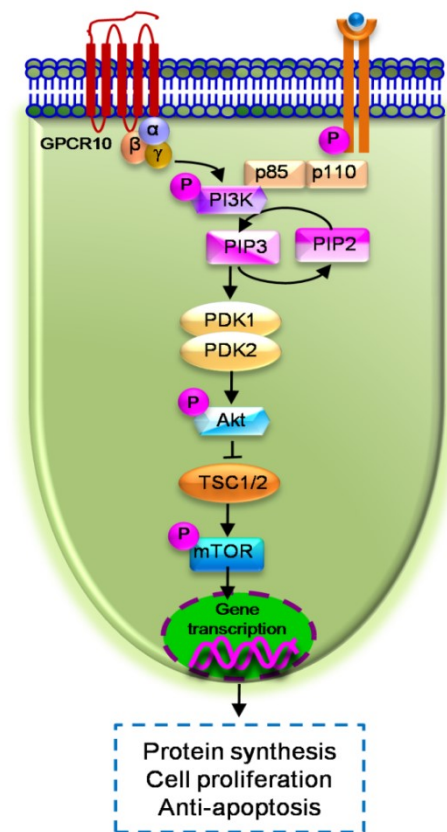 GPCR10
α
β
γ
P
p85
p110
P
PI3K
PIP3
PIP2
PDK1
PDK2
P
Akt
TSC1/2
P
mTOR
Gene
transcription
Protein synthesis
Cell proliferation
Anti-apoptosis